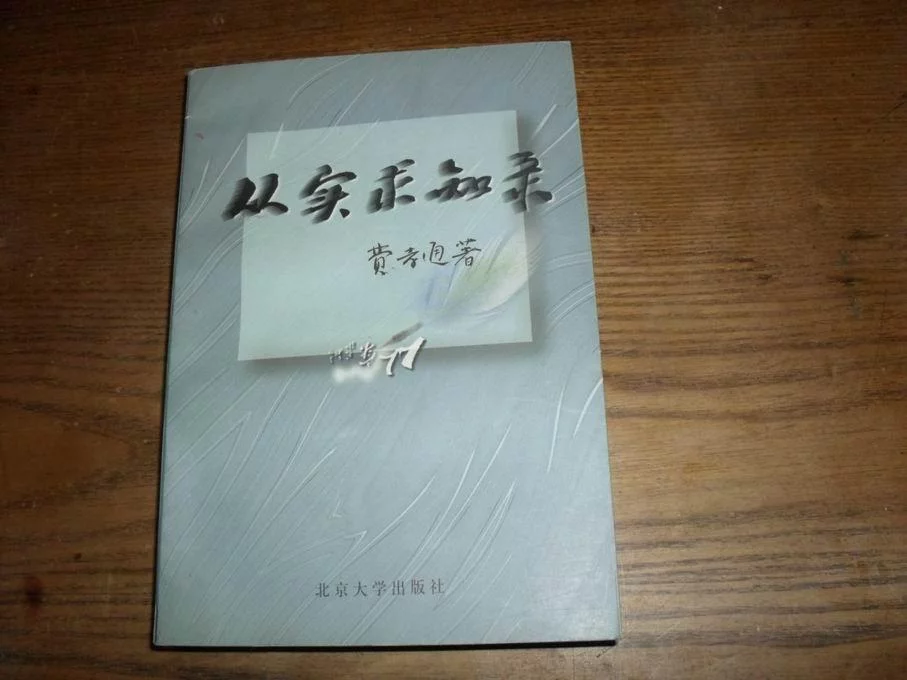 从实求知录
费孝通著
北京大学出版社